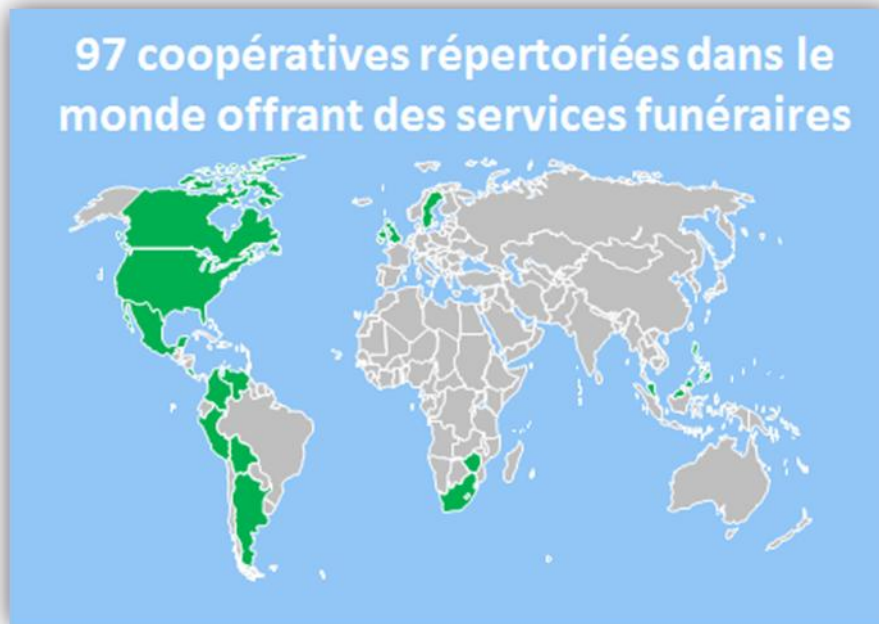 97 coopératives répertoriées dans le
monde offrant des services funéraires